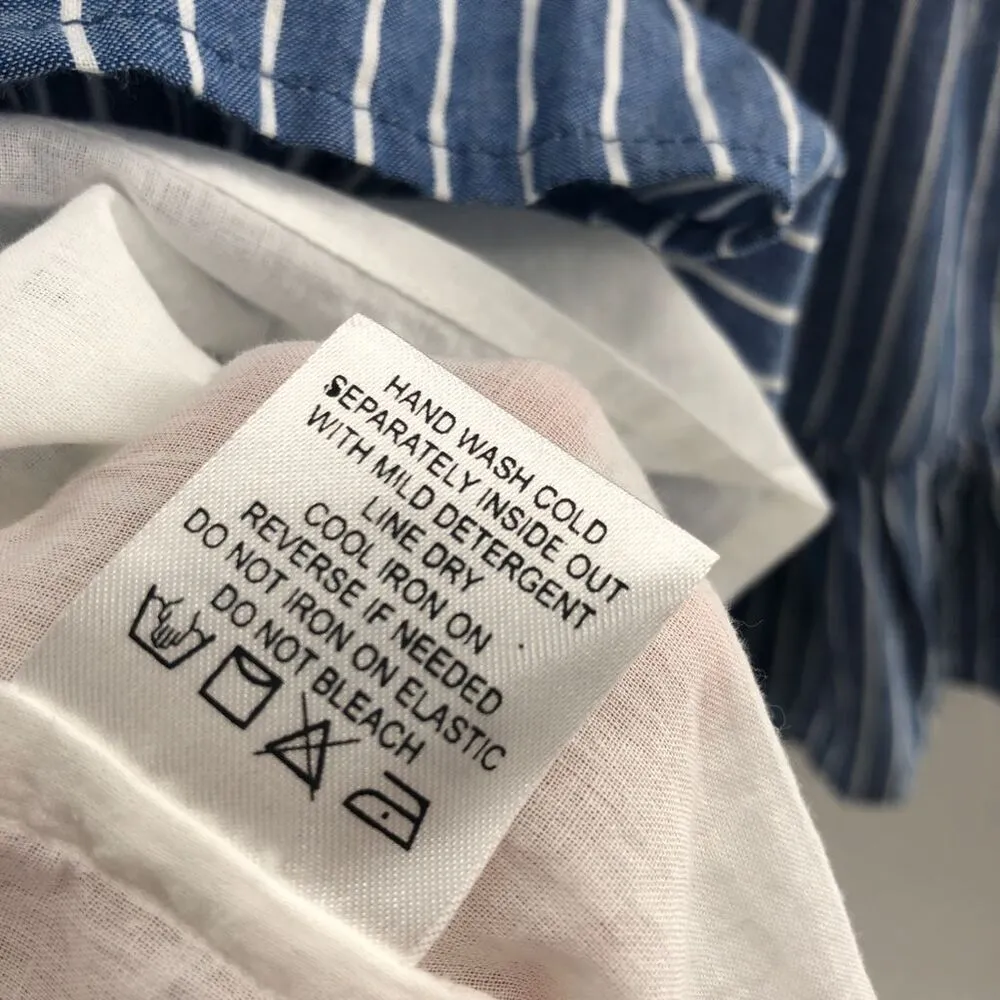 HAND WASH COLD
SEPARATELY INSIDE OUT
WITH MILD DETERGENT
LINE DRY
COOL IRON ON
REVERSE IF NEEDED
DO NOT IRON ON ELASTIC
DO NOT BLEACH